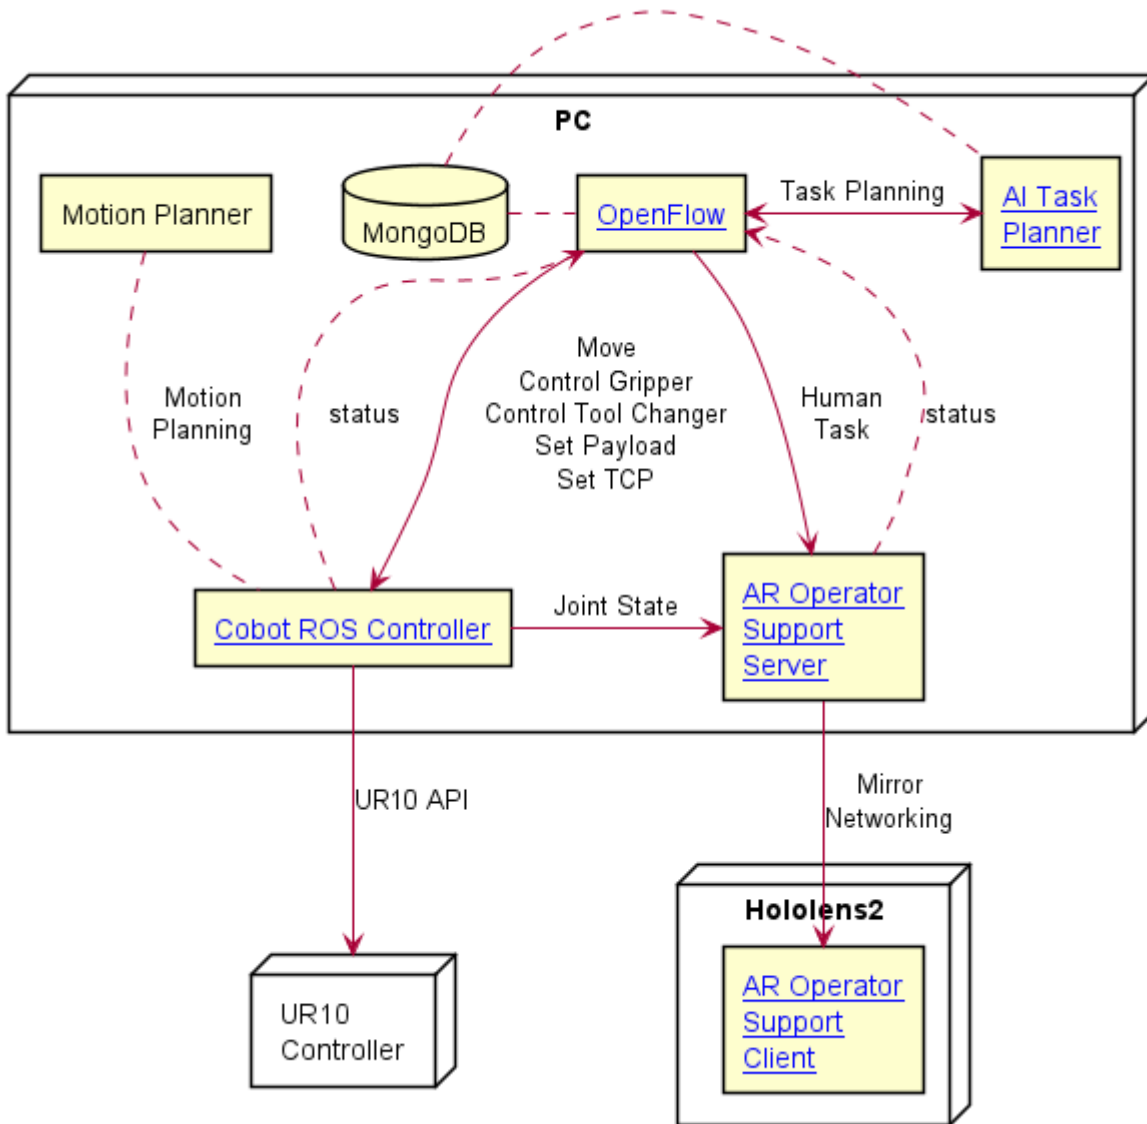 PC
Motion Planner
MongoDB
OpenFlow
Task Planning
AI Task
Planner
Motion
Planning
status
Move
Control Gripper
Control Tool Changer
Set Payload
Set TCP
Human
Task
status
Cobot ROS Controller
Joint State
AR Operator
Support
Server
UR10 API
Mirror
Networking
UR10
Controller
Hololens2
AR Operator
Support
Client